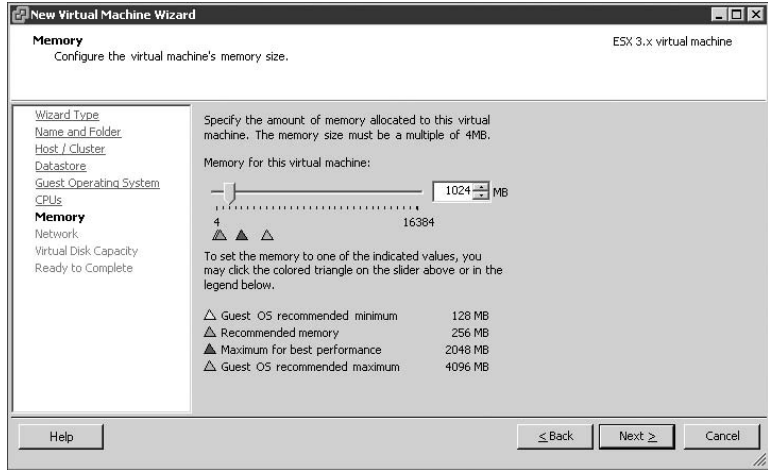 New Virtual Machine Wizard
Memory
Configure the virtual machine's memory size.
ESX 3.x virtual machine
Wizard Type
Name and Folder
Host / Cluster
Datastore
Guest Operating System
CPUs
Memory
Network
Virtual Disk Capacity
Ready to Complete
Specify the amount of memory allocated to this virtual
machine. The memory size must be a multiple of 4MB.
Memory for this virtual machine:
1024 MB
4 16384
To set the memory to one of the indicated values, you
may click the colored triangle on the slider above or in the
legend below.
Guest OS recommended minimum 128 MB
Recommended memory 256 MB
Maximum for best performance 2048 MB
Guest OS recommended maximum 4096 MB
Help
< Back
Next >
Cancel